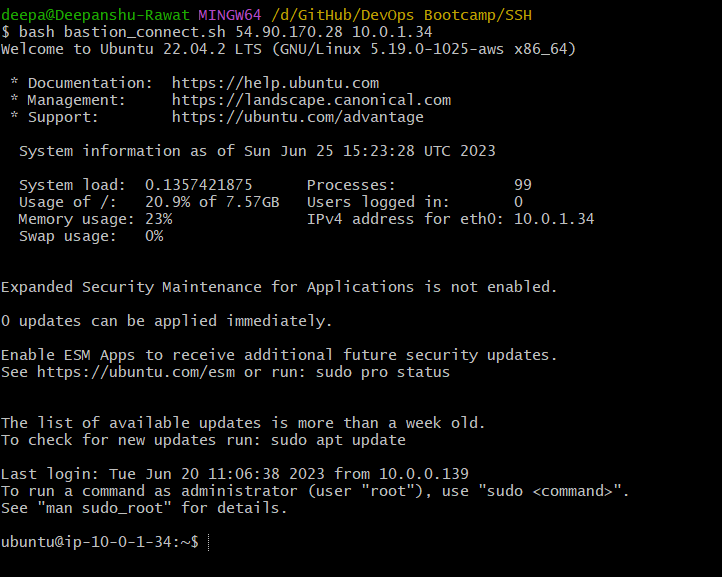 deepa@Deepanshu-Rawat MINGW64 /d/GitHub/DevOps Bootcamp/SSH
$ bash bastion_connect.sh 54.90.170.28 10.0.1.34
Welcome to Ubuntu 22.04.2 LTS (GNU/Linux 5.19.0-1025-aws x86_64)

 * Documentation:  https://help.ubuntu.com
 * Management:     https://landscape.canonical.com
 * Support:        https://ubuntu.com/advantage

  System information as of Sun Jun 25 15:23:28 UTC 2023

  System load:  0.1357421875      Processes:             99
  Usage of /:   20.9% of 7.57GB   Users logged in:       0
  Memory usage: 23%               IPv4 address for eth0: 10.0.1.34
  Swap usage:   0%

Expanded Security Maintenance for Applications is not enabled.

0 updates can be applied immediately.

Enable ESM Apps to receive additional future security updates.
See https://ubuntu.com/esm or run: sudo pro status

The list of available updates is more than a week old.
To check for new updates run: sudo apt update

Last login: Tue Jun 20 11:06:38 2023 from 10.0.0.139
To run a command as administrator (user "root"), use "sudo <command>".
See "man sudo_root" for details.

ubuntu@ip-10-0-1-34:~$